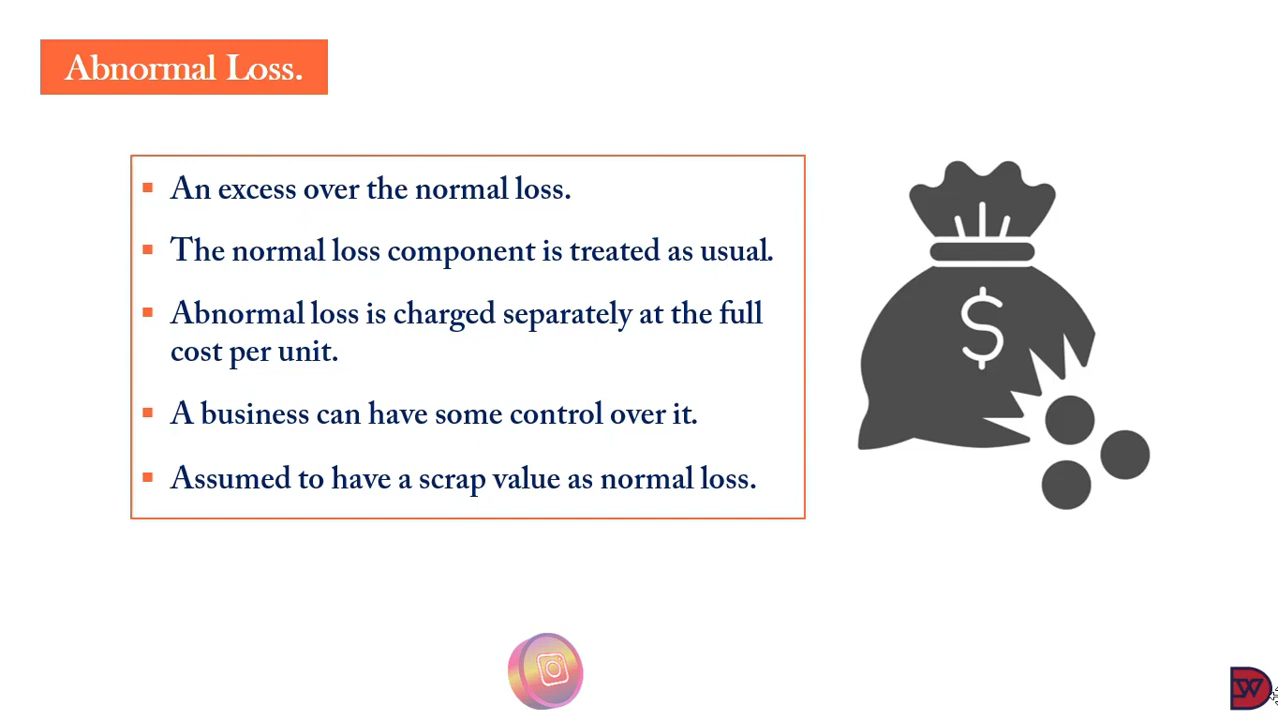 Abnormal Loss.
An excess over the normal loss.
The normal loss component is treated as usual.
Abnormal loss is charged separately at the full
cost per unit.
A business can have some control over it.
Assumed to have a scrap value as normal loss.
$
DW